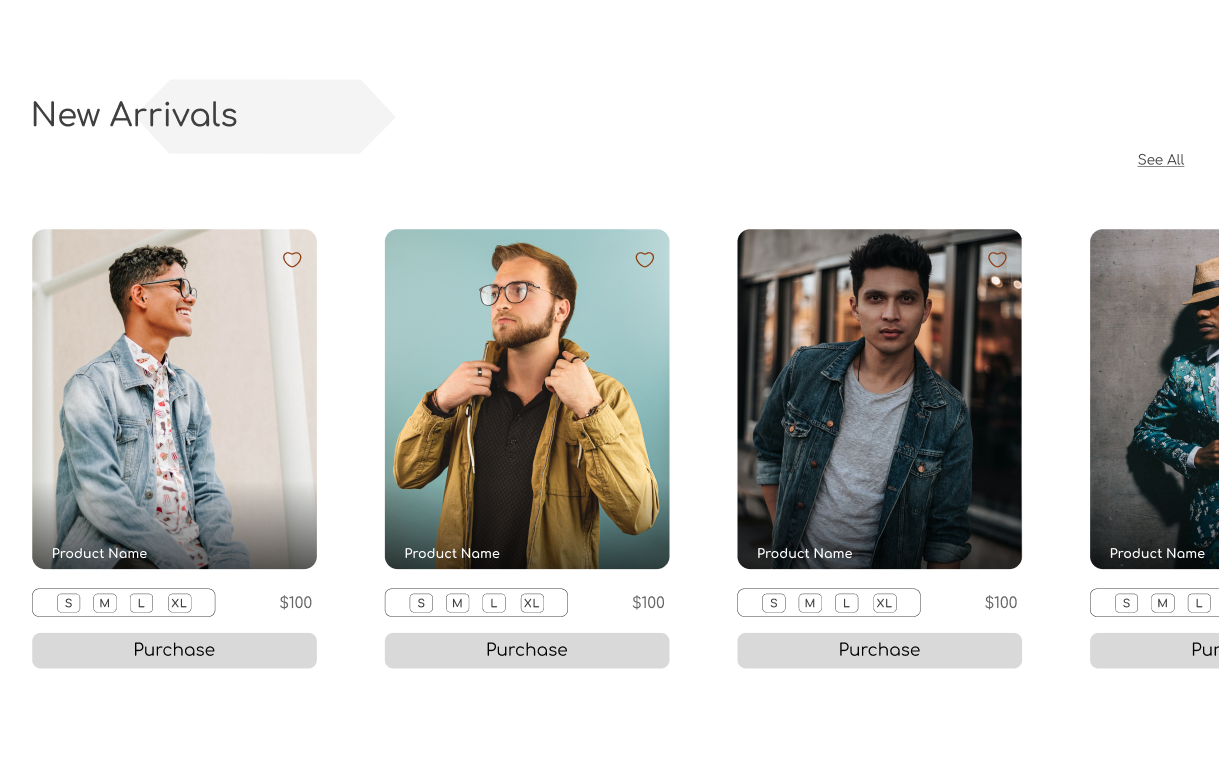 New Arrivals
See All
Product Name
Product Name
Product Name
Product Name
S M L XL
$100
S M L XL
$100
S M L XL
$100
S M L
Purchase
Purchase
Purchase
Pur